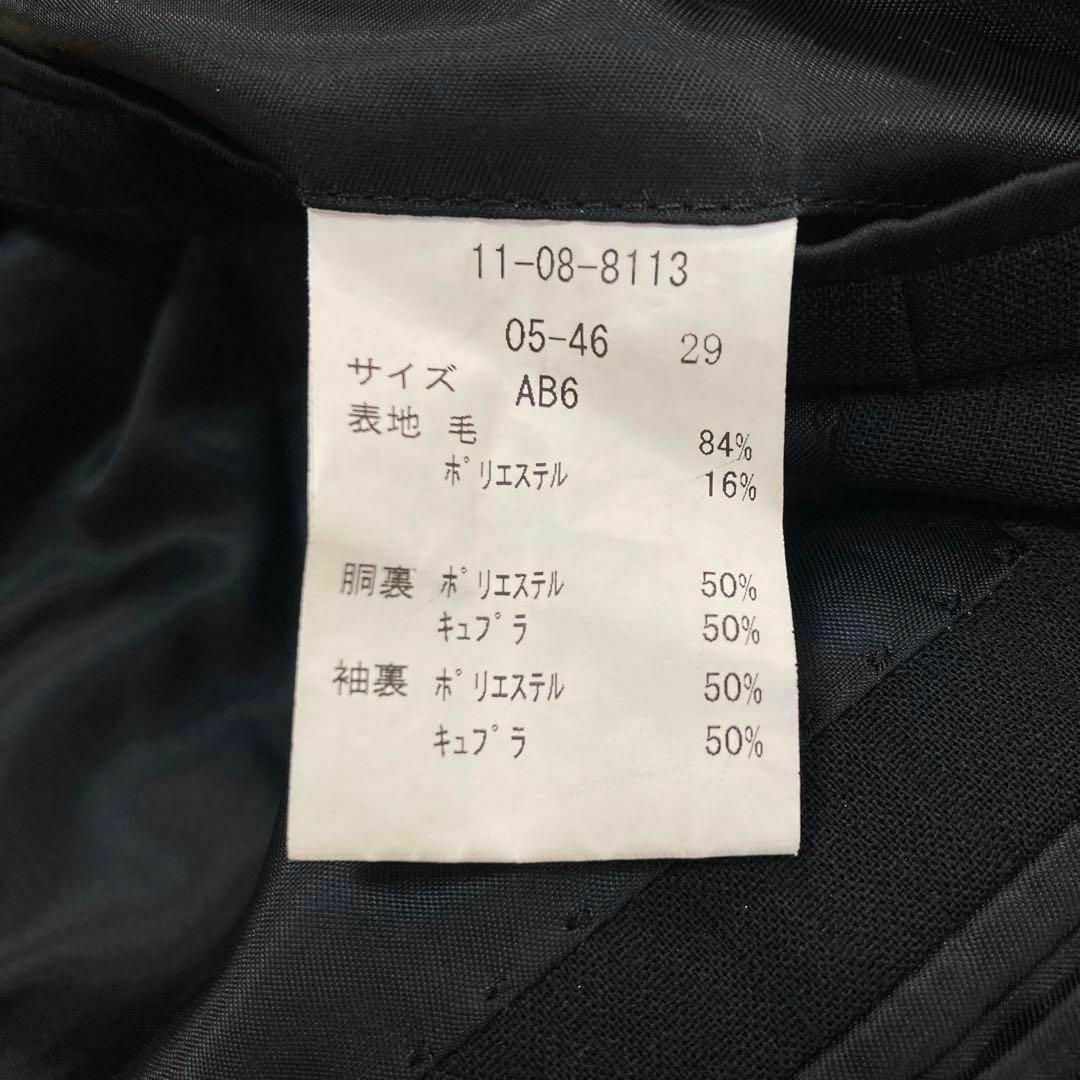 11-08-8113
05-46 29
サイズ AB6
表地 毛 84%
ﾎﾟﾘｴｽﾃﾙ 16%
胴裏 ﾎﾟﾘｴｽﾃﾙ 50%
ｷｭﾌﾟﾗ 50%
袖裏 ﾎﾟﾘｴｽﾃﾙ 50%
ｷｭﾌﾟﾗ 50%